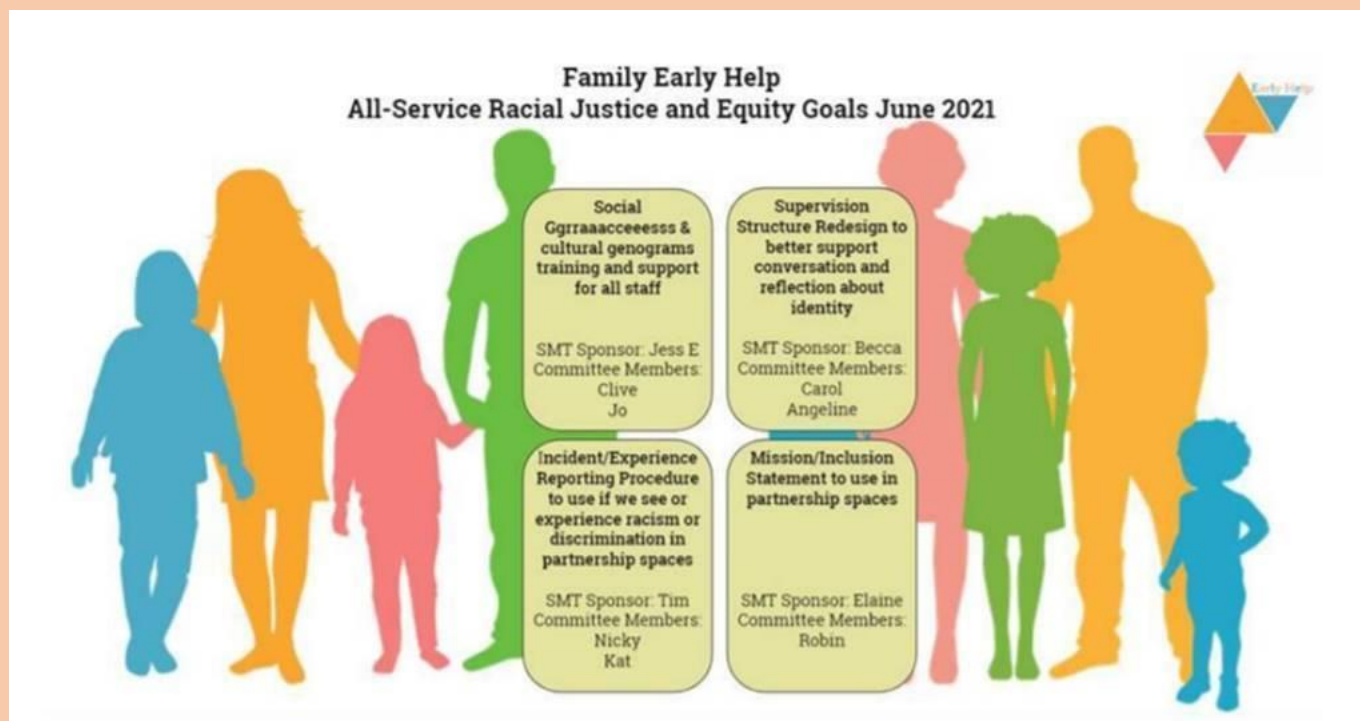 Family Early Help
All-Service Racial Justice and Equity Goals June 2021
Early Help
Social
Ggrraaacceeesss &
cultural genograms
training and support
for all staff
SMT Sponsor: Jess E
Committee Members:
Clive
Jo
Supervision
Structure Redesign to
better support
conversation and
reflection about
identity
SMT Sponsor: Becca
Committee Members:
Carol
Angeline
Incident/Experience
Reporting Procedure
to use if we see or
experience racism or
discrimination in
partnership spaces
SMT Sponsor: Tim
Committee Members:
Nicky
Kat
Mission/Inclusion
Statement to use in
partnership spaces
SMT Sponsor: Elaine
Committee Members:
Robin